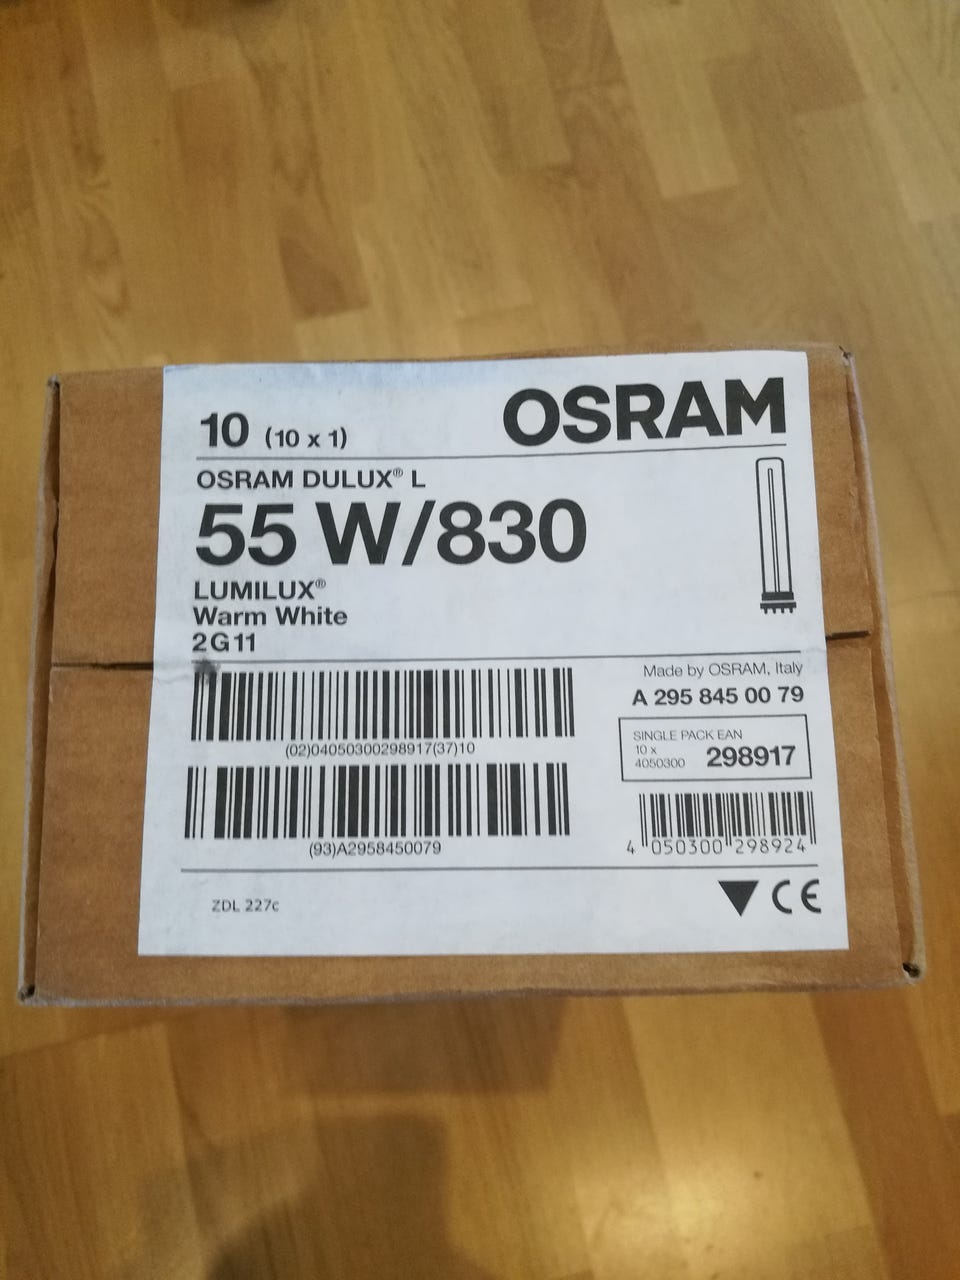 10 (10 x 1)
OSRAM
OSRAM DULUX® L
55 W/830
LUMILUX®
Warm White
2G11
(02)04050300298917(37)10
(93)A2958450079
Made by OSRAM, Italy
A 295 845 00 79
SINGLE PACK EAN
10 x
4050300 298917
4 050300 298924
ZDL 227c
CE